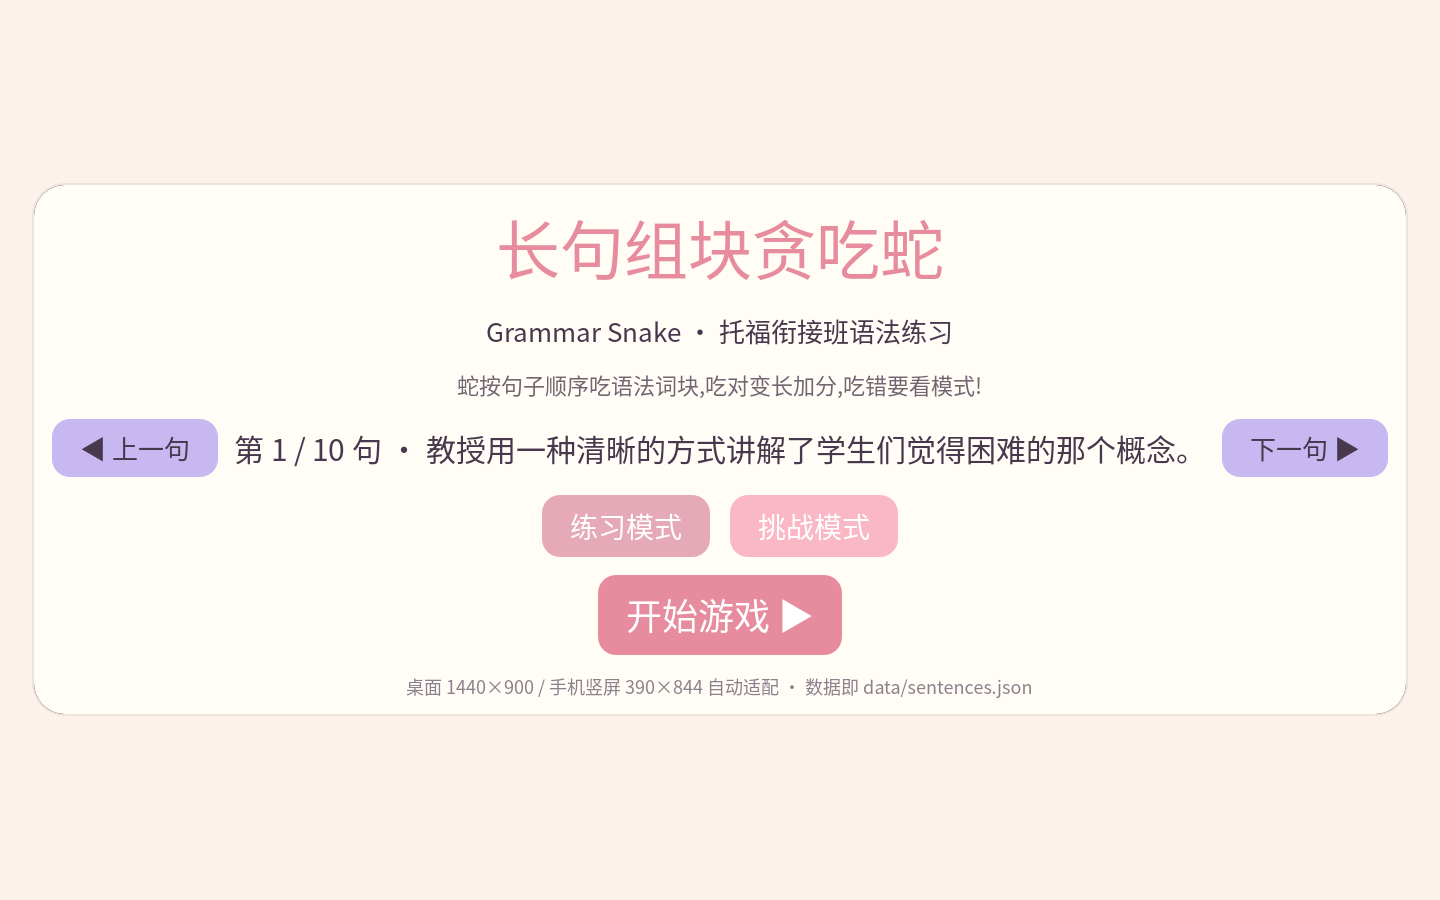 长句组块贪吃蛇
Grammar Snake · 托福衔接班语法练习
蛇按句子顺序吃语法词块,吃对变长加分,吃错要看模式!
◀ 上一句
第 1 / 10 句 · 教授用一种清晰的方式讲解了学生们觉得困难的那个概念。
下一句 ▶
练习模式
挑战模式
开始游戏 ▶
桌面 1440×900 / 手机竖屏 390×844 自动适配 · 数据即 data/sentences.json